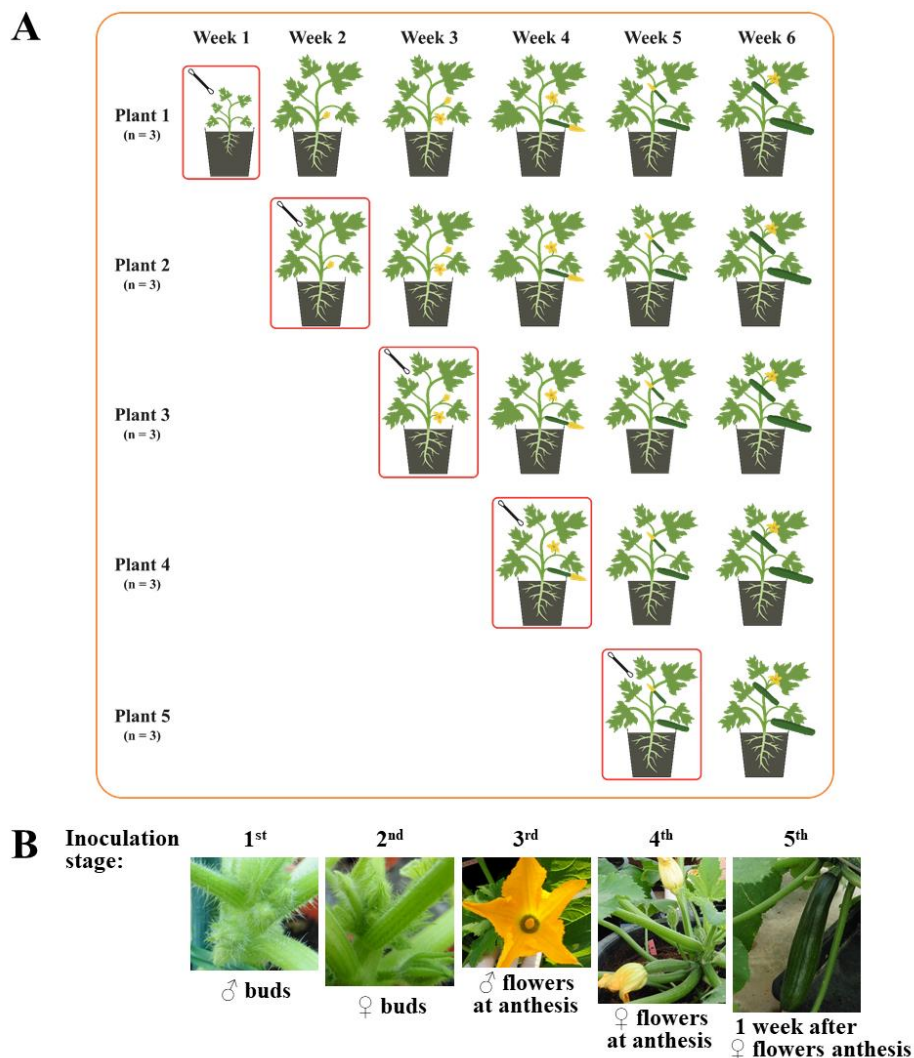 A
Week 1 Week 2 Week 3 Week 4 Week 5 Week 6
Plant 1
(n = 3)
Plant 2
(n = 3)
Plant 3
(n = 3)
Plant 4
(n = 3)
Plant 5
(n = 3)
B
Inoculation stage:
1st 2nd 3rd 4th 5th
♂ buds
♀ buds
♂ flowers
at anthesis
♀ flowers
at anthesis
1 week after
♀ flowers anthesis